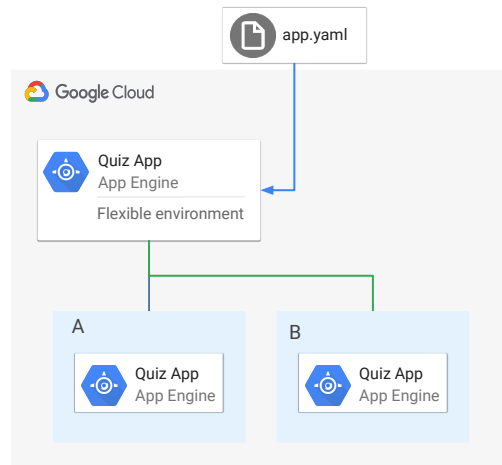 app.yaml
Google Cloud
Quiz App
App Engine
Flexible environment
A
Quiz App
App Engine
B
Quiz App
App Engine